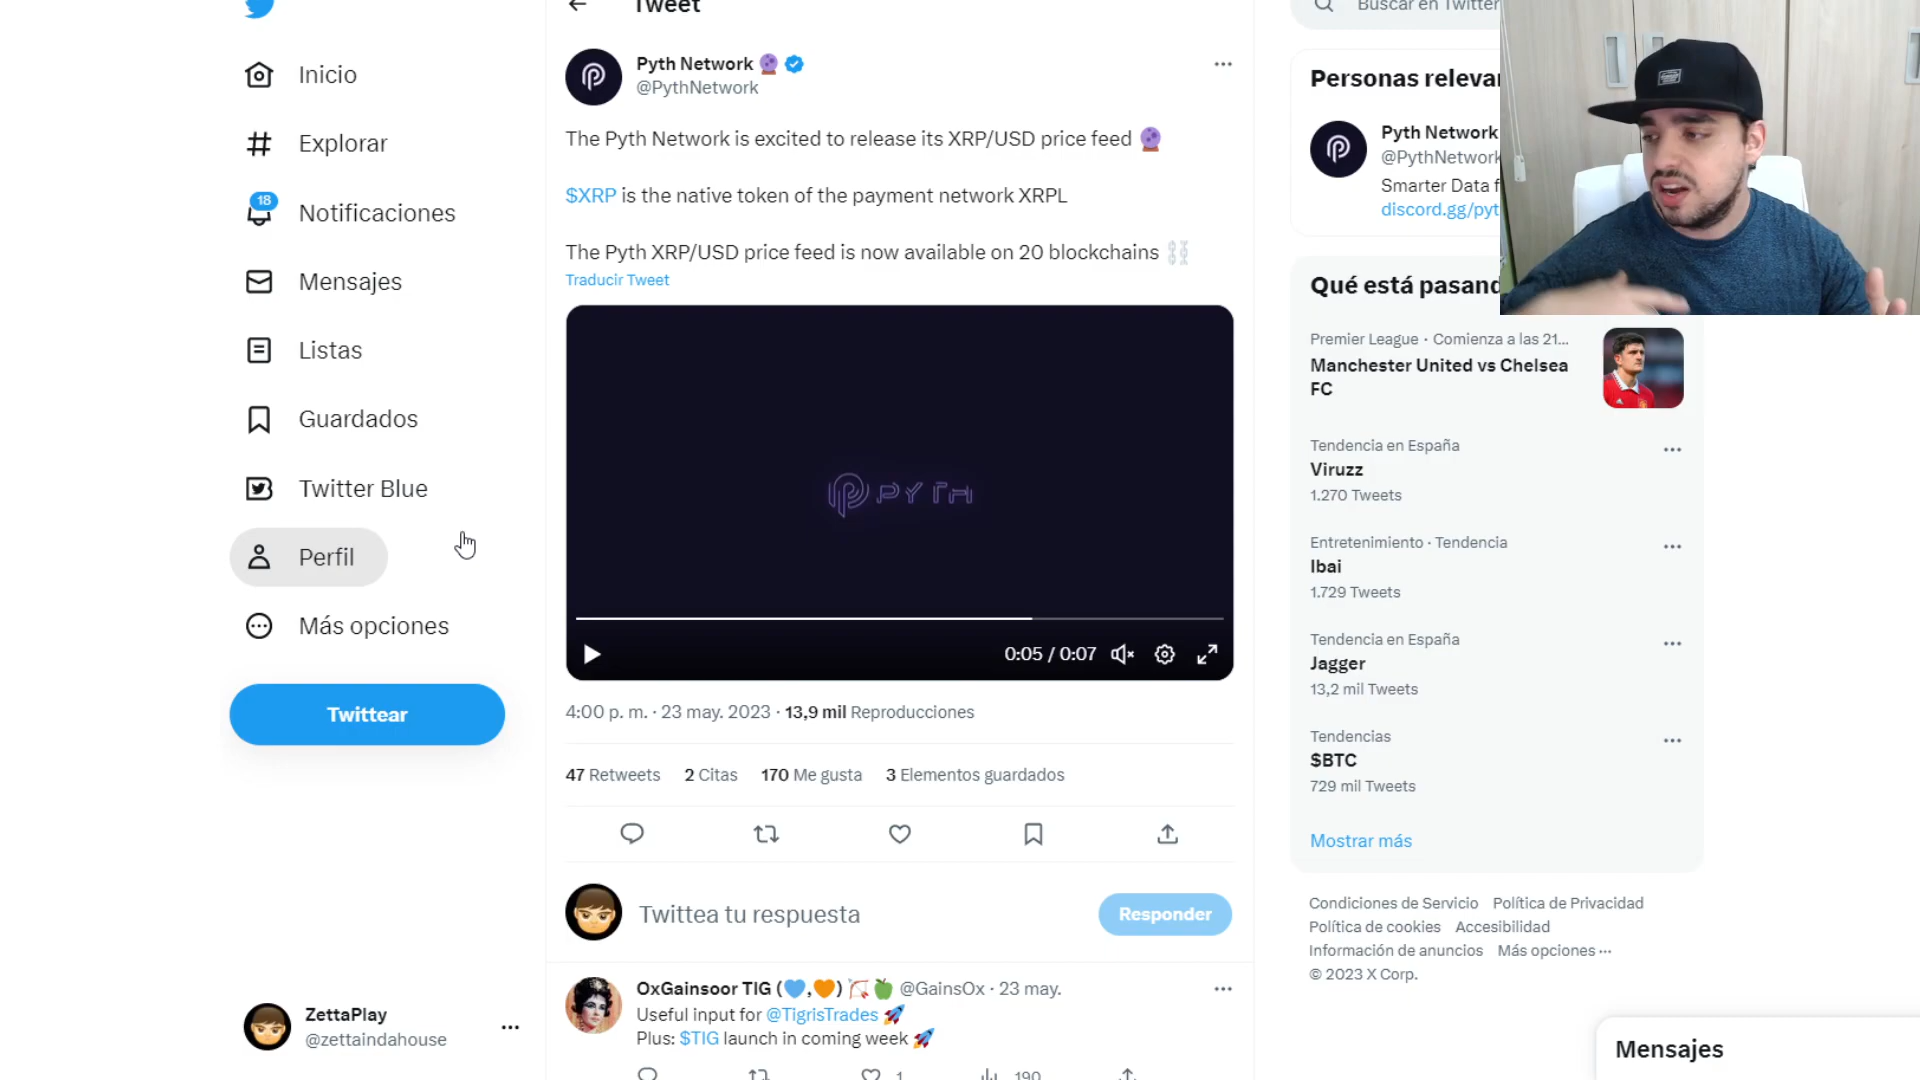 Tweet
Buscar en Twitter
Inicio
Explorar
18
Notificaciones
Mensajes
Listas
Guardados
Twitter Blue
Perfil
Más opciones
Twittear
ZettaPlay
@zettaindahouse
Pyth Network
@PythNetwork
The Pyth Network is excited to release its XRP/USD price feed 🔮
$XRP is the native token of the payment network XRPL
The Pyth XRP/USD price feed is now available on 20 blockchains ⛓
Traducir Tweet
PYTH
0:05 / 0:07
4:00 p. m. · 23 may. 2023 · 13,9 mil Reproducciones
47 Retweets 2 Citas 170 Me gusta 3 Elementos guardados
Twittea tu respuesta
Responder
OxGainsoor TIG (💙,🧡) 🏹🍏 @GainsOx · 23 may.
Useful input for @TigrisTrades 🚀
Plus: $TIG launch in coming week 🚀
1
190
Personas relevan
Pyth Network
@PythNetwork
Smarter Data f
discord.gg/pyt
Qué está pasand
Premier League · Comienza a las 21...
Manchester United vs Chelsea
FC
Tendencia en España
Viruzz
1.270 Tweets
Entretenimiento · Tendencia
Ibai
1.729 Tweets
Tendencia en España
Jagger
13,2 mil Tweets
Tendencias
$BTC
729 mil Tweets
Mostrar más
Condiciones de Servicio Política de Privacidad
Política de cookies Accesibilidad
Información de anuncios Más opciones ···
© 2023 X Corp.
Mensajes